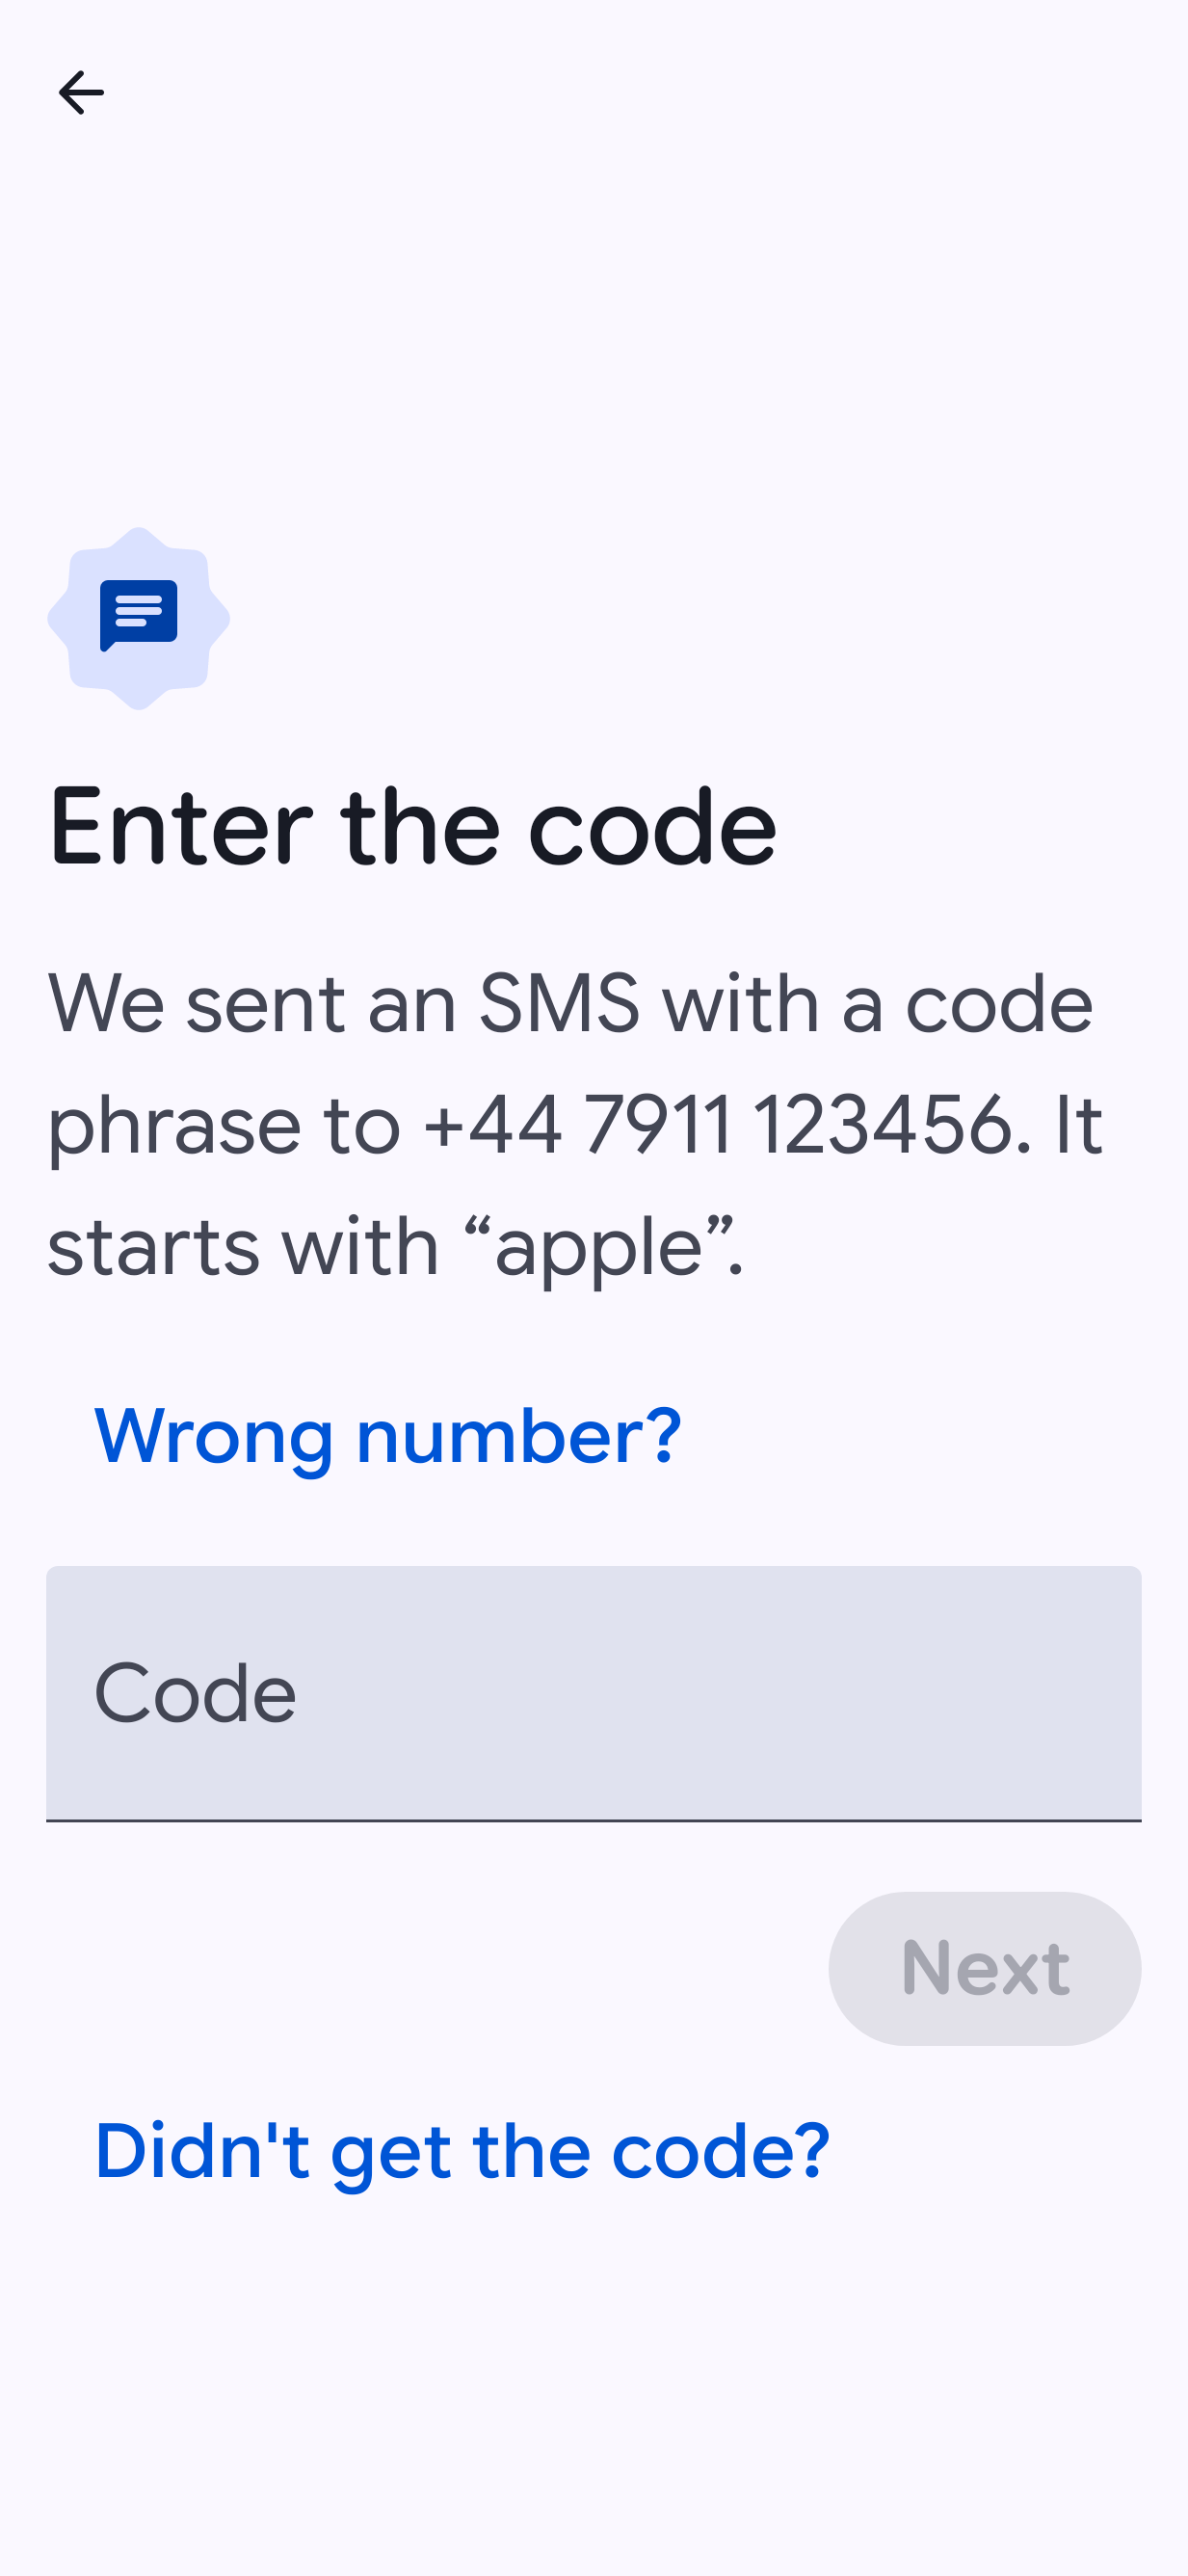 Enter the code
We sent an SMS with a code
phrase to +44 7911 123456. It
starts with “apple”.
Wrong number?
Code
Next
Didn't get the code?